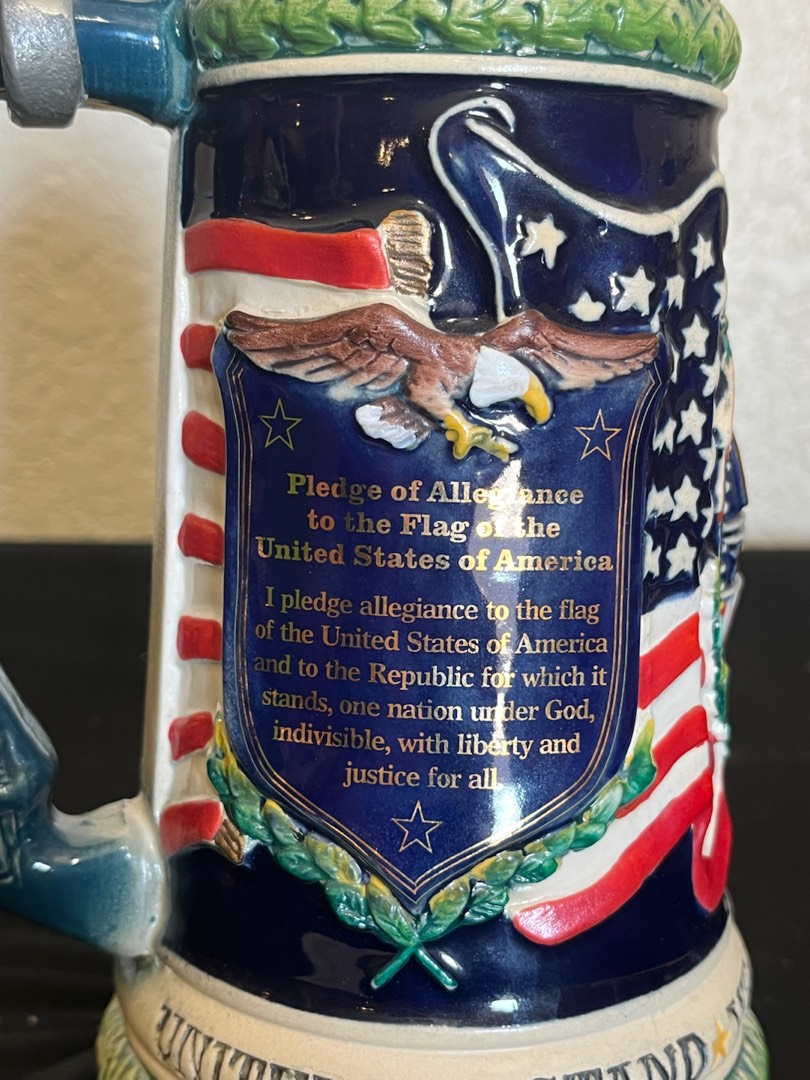 Pledge of Allegiance
to the Flag of the
United States of America
I pledge allegiance to the flag
of the United States of America
and to the Republic for which it
stands, one nation under God,
indivisible, with liberty and
justice for all.
UNITED STAND